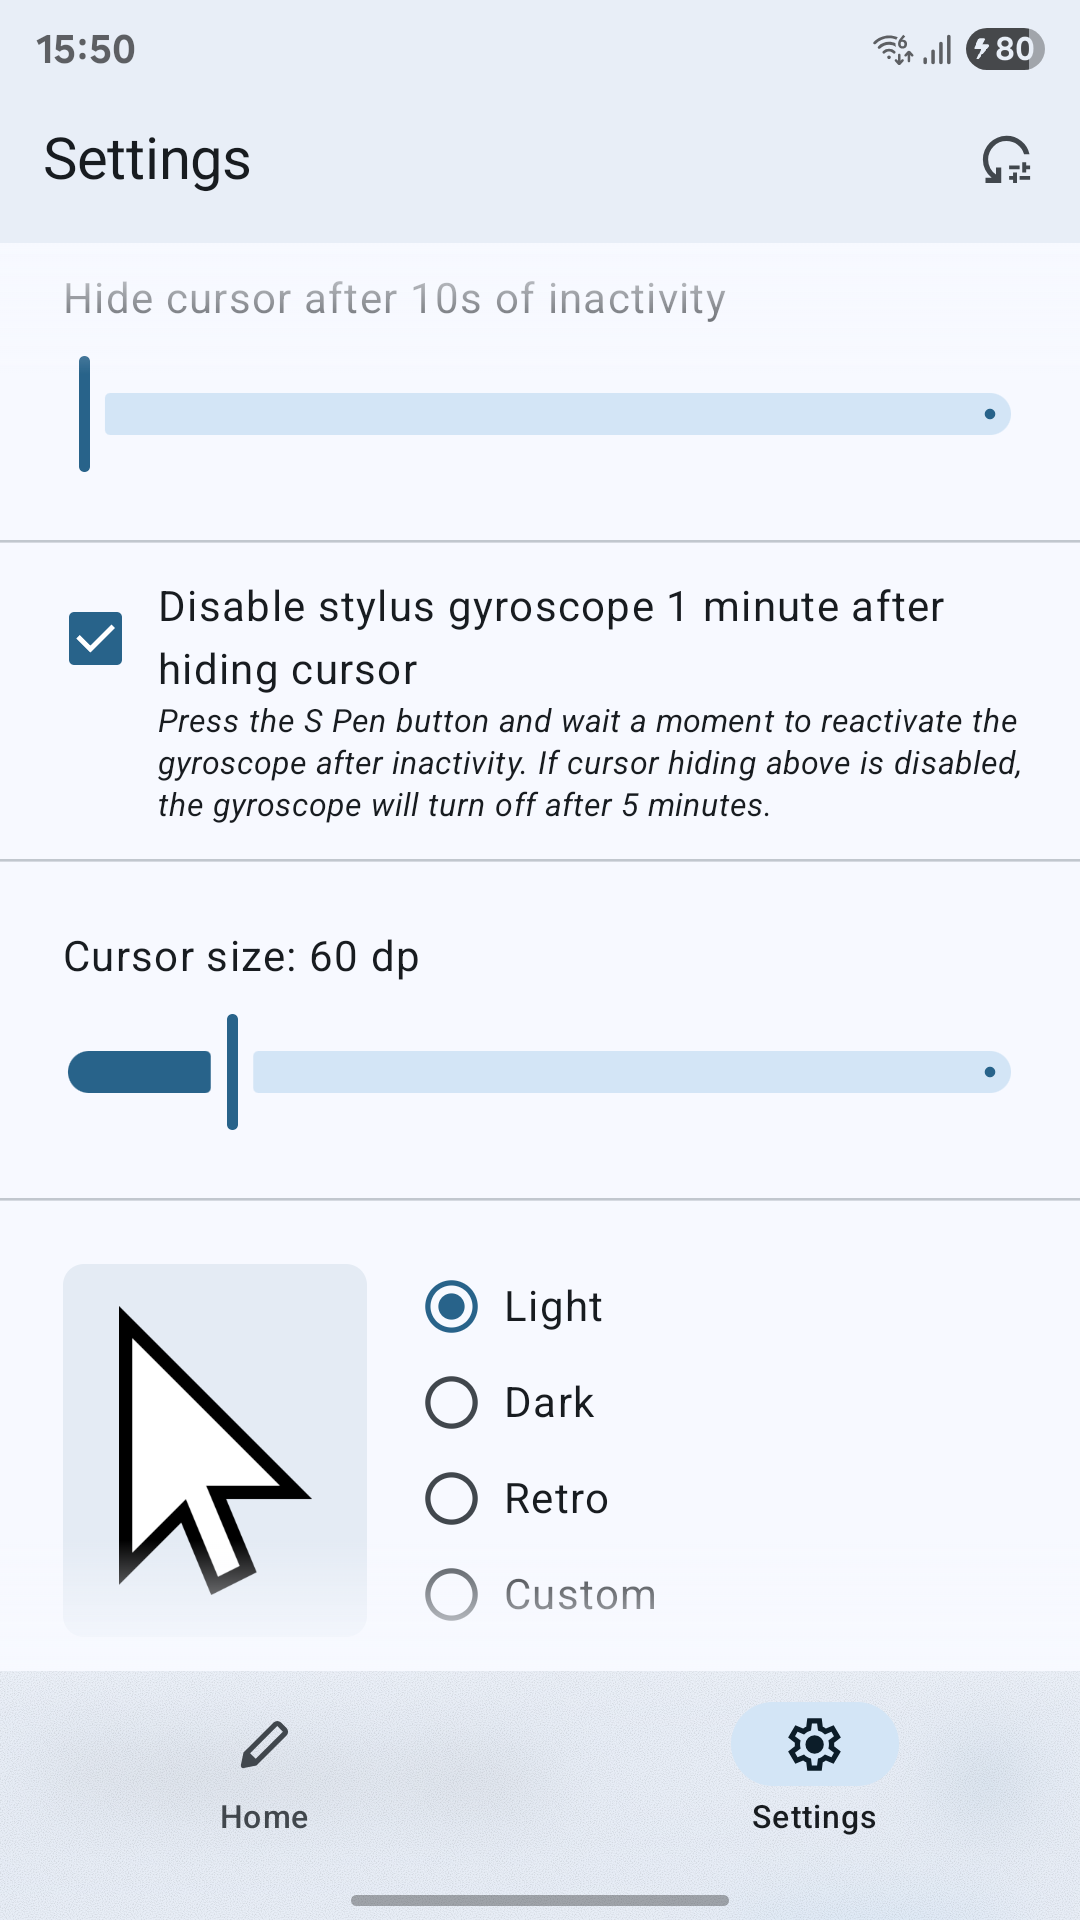 15:50
6
80
Settings
Hide cursor after 10s of inactivity
Disable stylus gyroscope 1 minute after
hiding cursor
Press the S Pen button and wait a moment to reactivate the
gyroscope after inactivity. If cursor hiding above is disabled,
the gyroscope will turn off after 5 minutes.
Cursor size: 60 dp
Light
Dark
Retro
Custom
Home
Settings